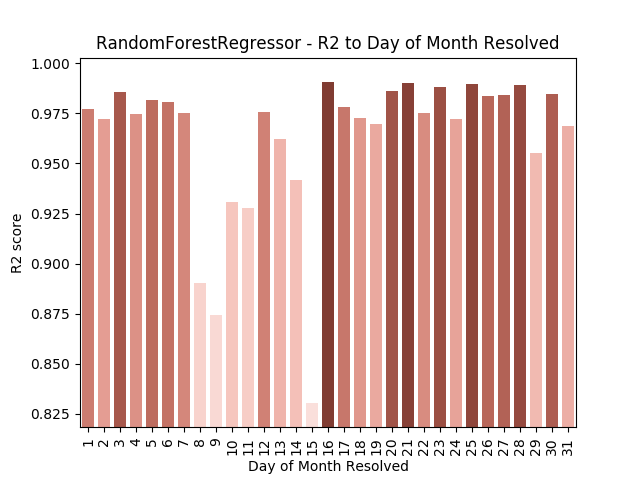 RandomForestRegressor - R2 to Day of Month Resolved
1.000
0.975
0.950
0.925
0.900
0.875
0.850
0.825
R2 score
1 2 3 4 5 6 7 8 9 10 11 12 13 14 15 16 17 18 19 20 21 22 23 24 25 26 27 28 29 30 31
Day of Month Resolved